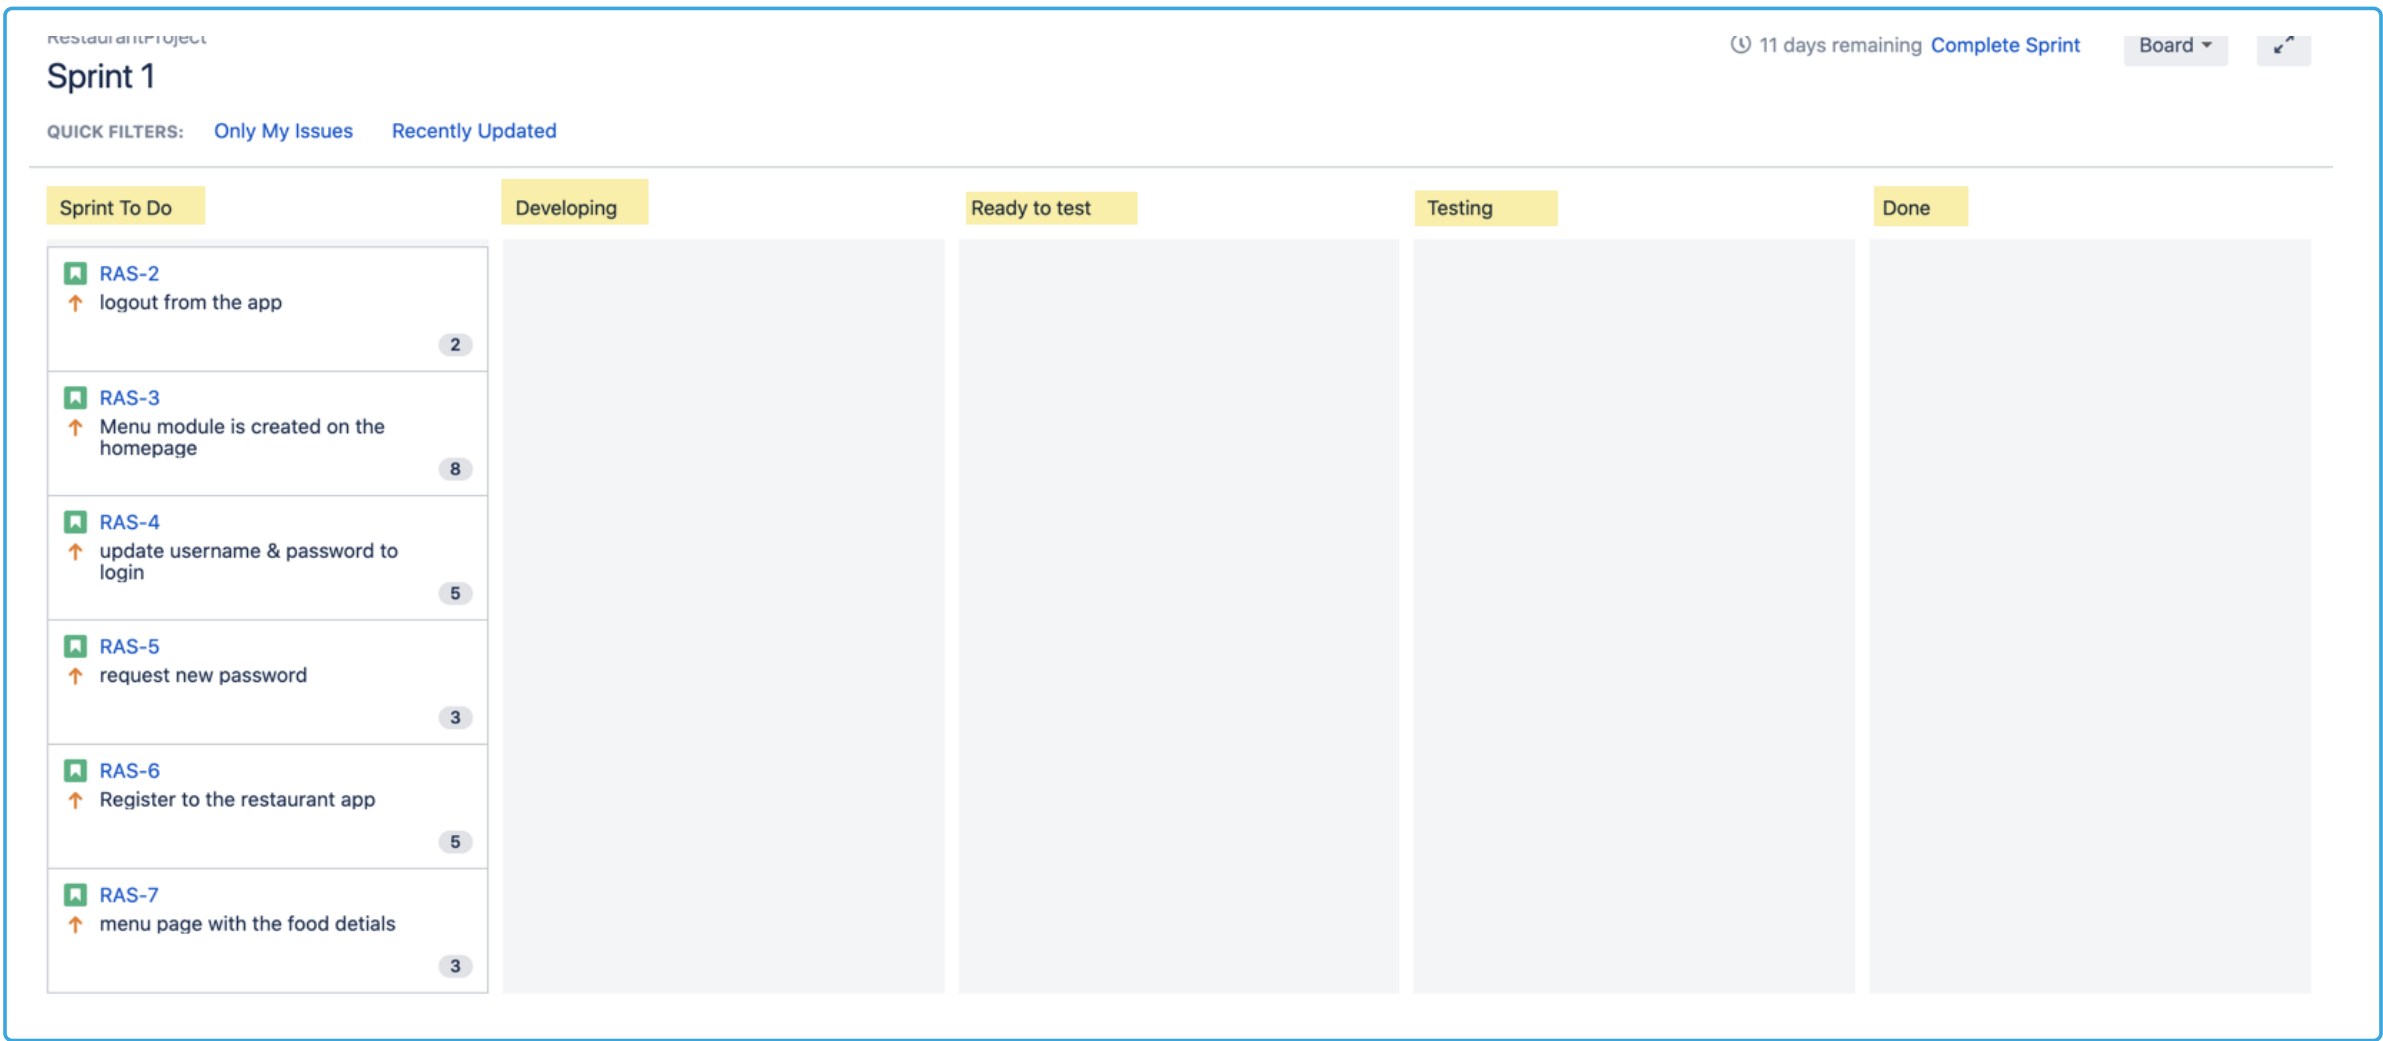 RestaurantProject
Sprint 1
11 days remaining Complete Sprint Board
QUICK FILTERS: Only My Issues Recently Updated
Sprint To Do Developing Ready to test Testing Done
RAS-2
logout from the app
2
RAS-3
Menu module is created on the
homepage
8
RAS-4
update username & password to
login
5
RAS-5
request new password
3
RAS-6
Register to the restaurant app
5
RAS-7
menu page with the food detials
3